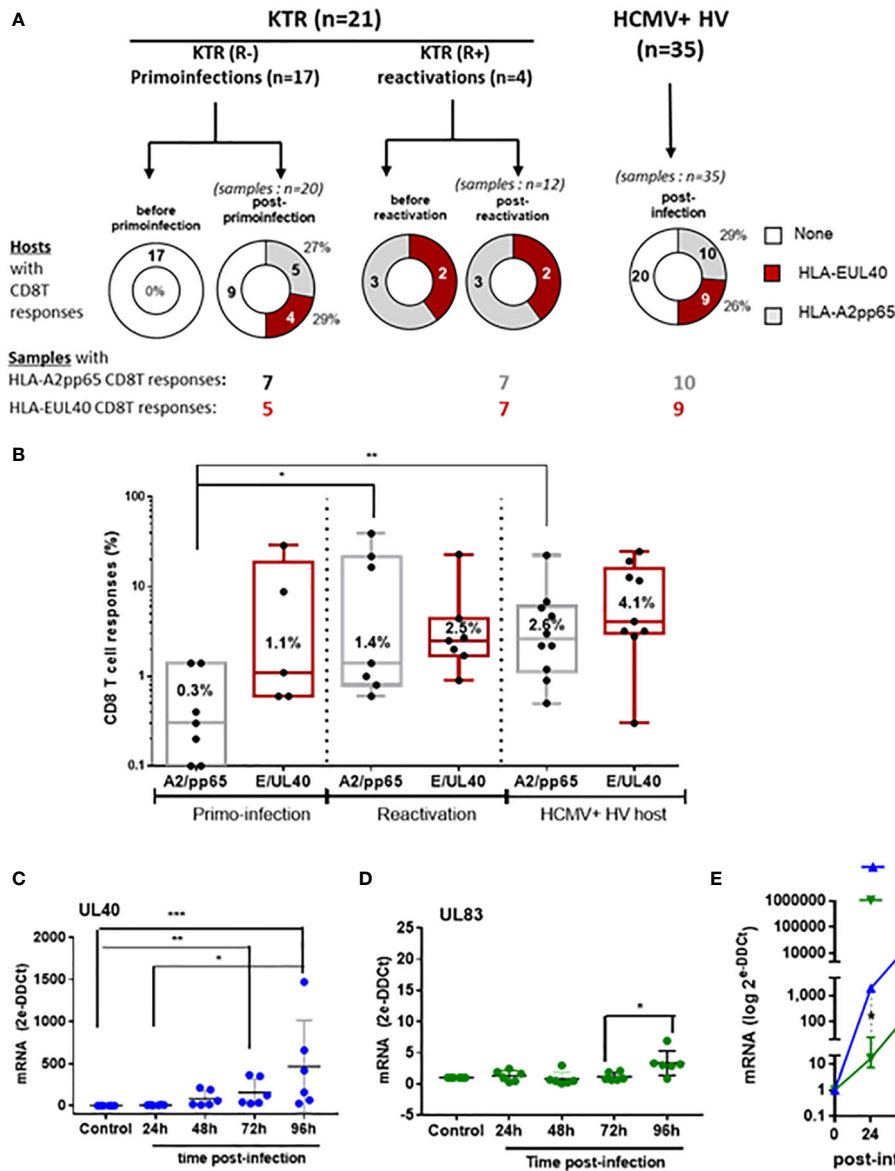 A
KTR (n=21)
HCMV+ HV
(n=35)
KTR (R-)
Primoinfections (n=17)
KTR (R+)
reactivations (n=4)
(samples : n=20)
(samples : n=12)
(samples : n=35)
before
primoinfection
post-
primoinfection
before
reactivation
post-
reactivation
post-
infection
Hosts
with
CD8T
responses
17
0%
27%
5
9
4
29%
3
2
3
2
29%
10
20
9
26%
None
HLA-EUL40
HLA-A2pp65
Samples with
HLA-A2pp65 CD8T responses: 7 7 10
HLA-EUL40 CD8T responses: 5 7 9
B
**
*
CD8 T cell responses (%)
100
10
1
0.1
0.3%
1.1%
1.4%
2.5%
2.6%
4.1%
A2/pp65 E/UL40 A2/pp65 E/UL40 A2/pp65 E/UL40
Primo-infection Reactivation HCMV+ HV host
C
UL40
***
**
*
mRNA (2e-DDCt)
2000
1500
1000
500
0
Control 24h 48h 72h 96h
time post-infection
D
UL83
*
mRNA (2e-DDCt)
25
20
15
10
5
0
-5
Control 24h 48h 72h 96h
Time post-infection
E
mRNA (log 2e-DDCt)
1000000
100000
10000
1,000
100
10
1
0.1
*
0 24
post-inf